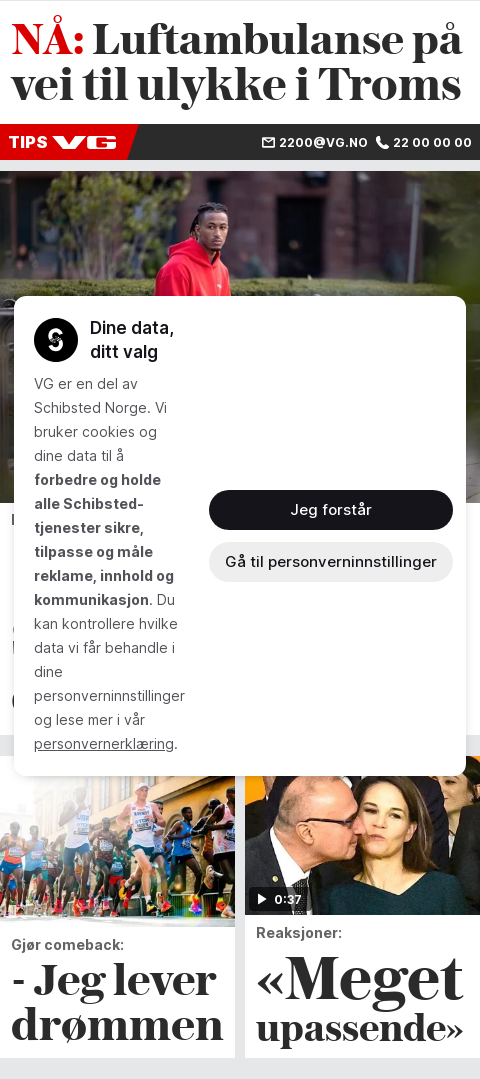 NÅ: Luftambulanse på
vei til ulykke i Troms
TIPS VG
2200@VG.NO
22 00 00 00
Dine data,
ditt valg
VG er en del av
Schibsted Norge. Vi
bruker cookies og
dine data til å
forbedre og holde
alle Schibsted-
tjenester sikre,
tilpasse og måle
reklame, innhold og
kommunikasjon. Du
kan kontrollere hvilke
data vi får behandle i
dine
personverninnstillinger
og lese mer i vår
personvernerklæring.
Jeg forstår
Gå til personverninnstillinger
0:37
Gjør comeback:
- Jeg lever
drømmen
Reaksjoner:
«Meget
upassende»